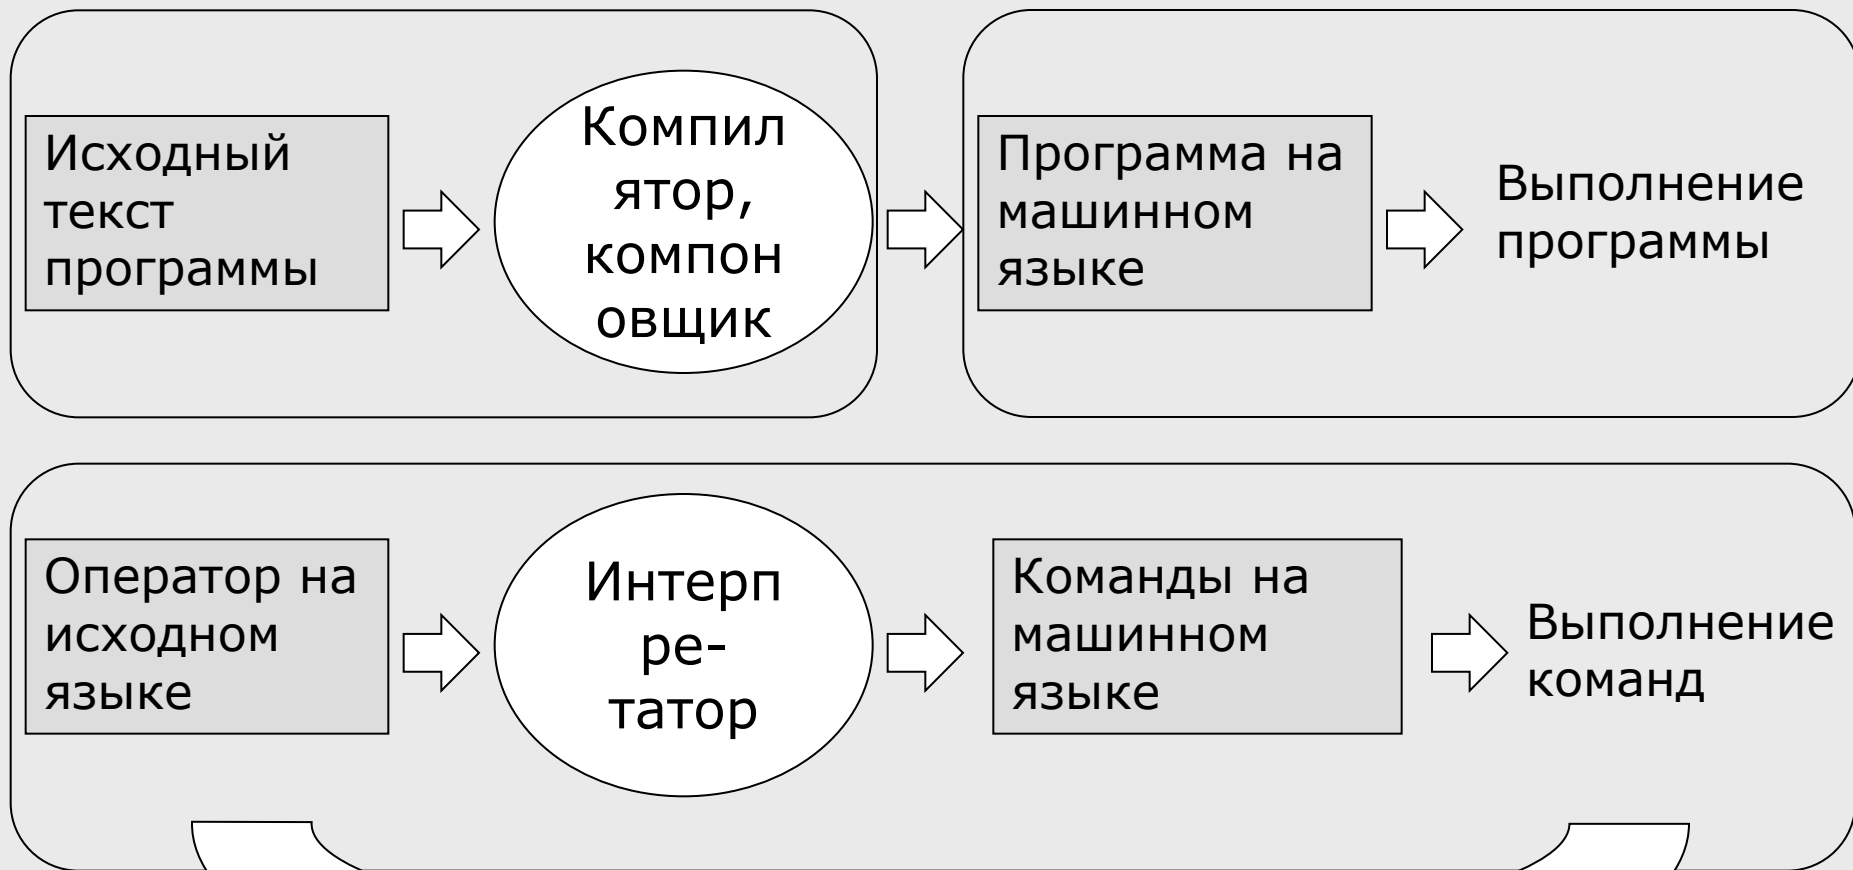 Исходный
текст
программы
Компил
ятор,
компон
овщик
Программа на
машинном
языке
Выполнение
программы
Оператор на
исходном
языке
Интерп
ре-
татор
Команды на
машинном
языке
Выполнение
команд